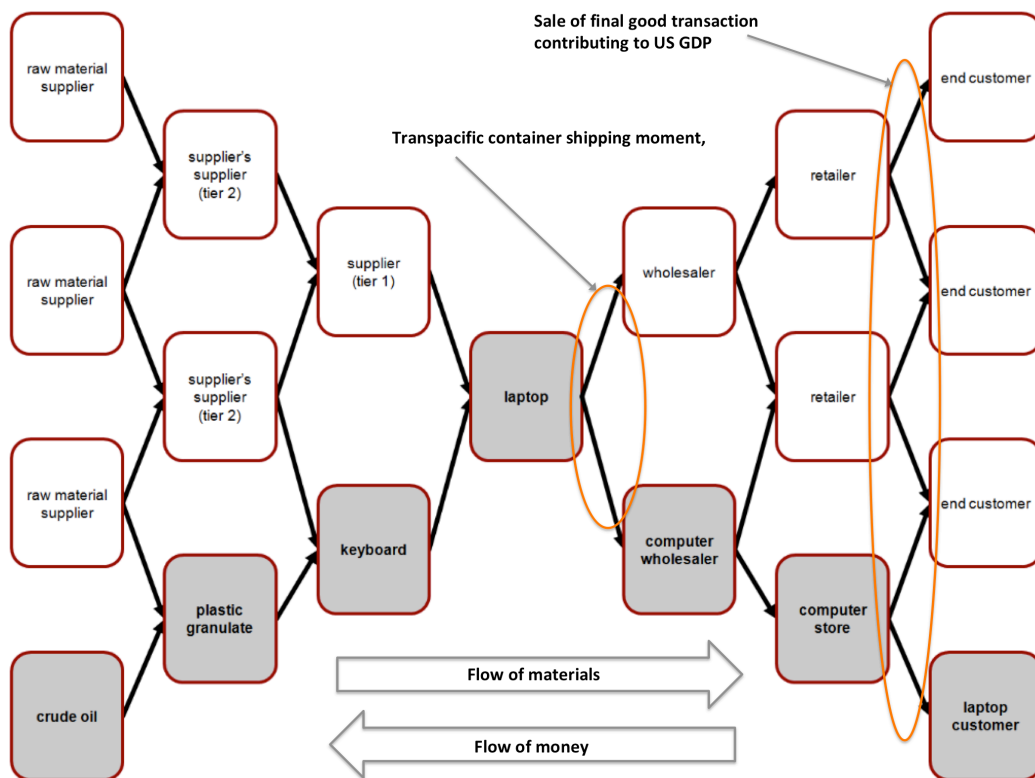 Sale of final good transaction
contributing to US GDP
Transpacific container shipping moment,
raw material
supplier
raw material
supplier
raw material
supplier
crude oil
supplier's
supplier
(tier 2)
supplier's
supplier
(tier 2)
plastic
granulate
supplier
(tier 1)
keyboard
laptop
wholesaler
computer
wholesaler
retailer
retailer
computer
store
end customer
end customer
end customer
laptop
customer
Flow of materials
Flow of money